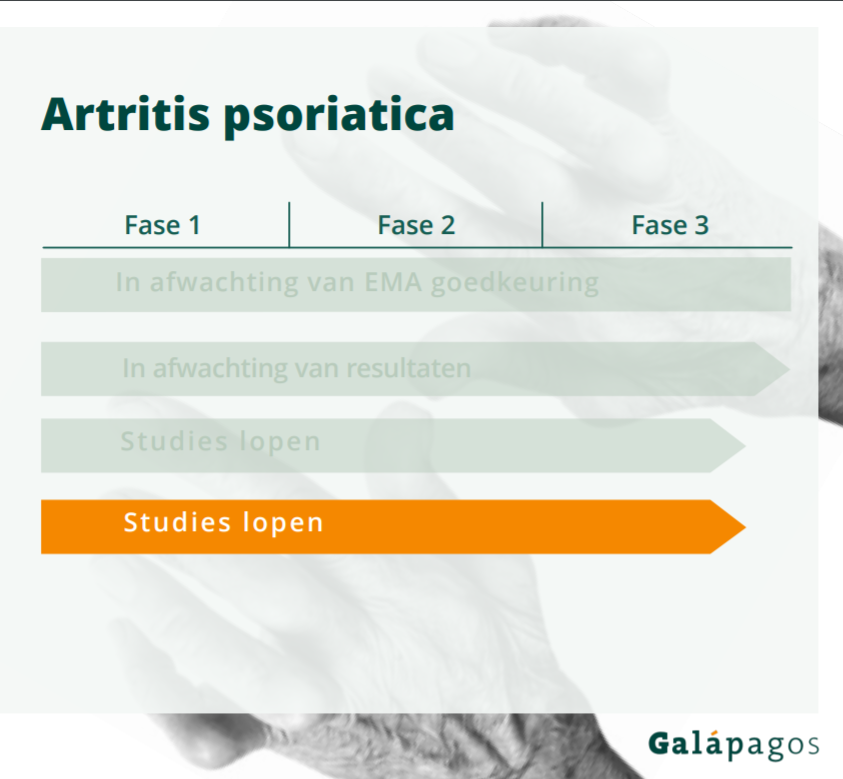 Artritis psoriatica
Fase 1 Fase 2 Fase 3
In afwachting van EMA goedkeuring
In afwachting van resultaten
Studies lopen
Studies lopen
Galápagos